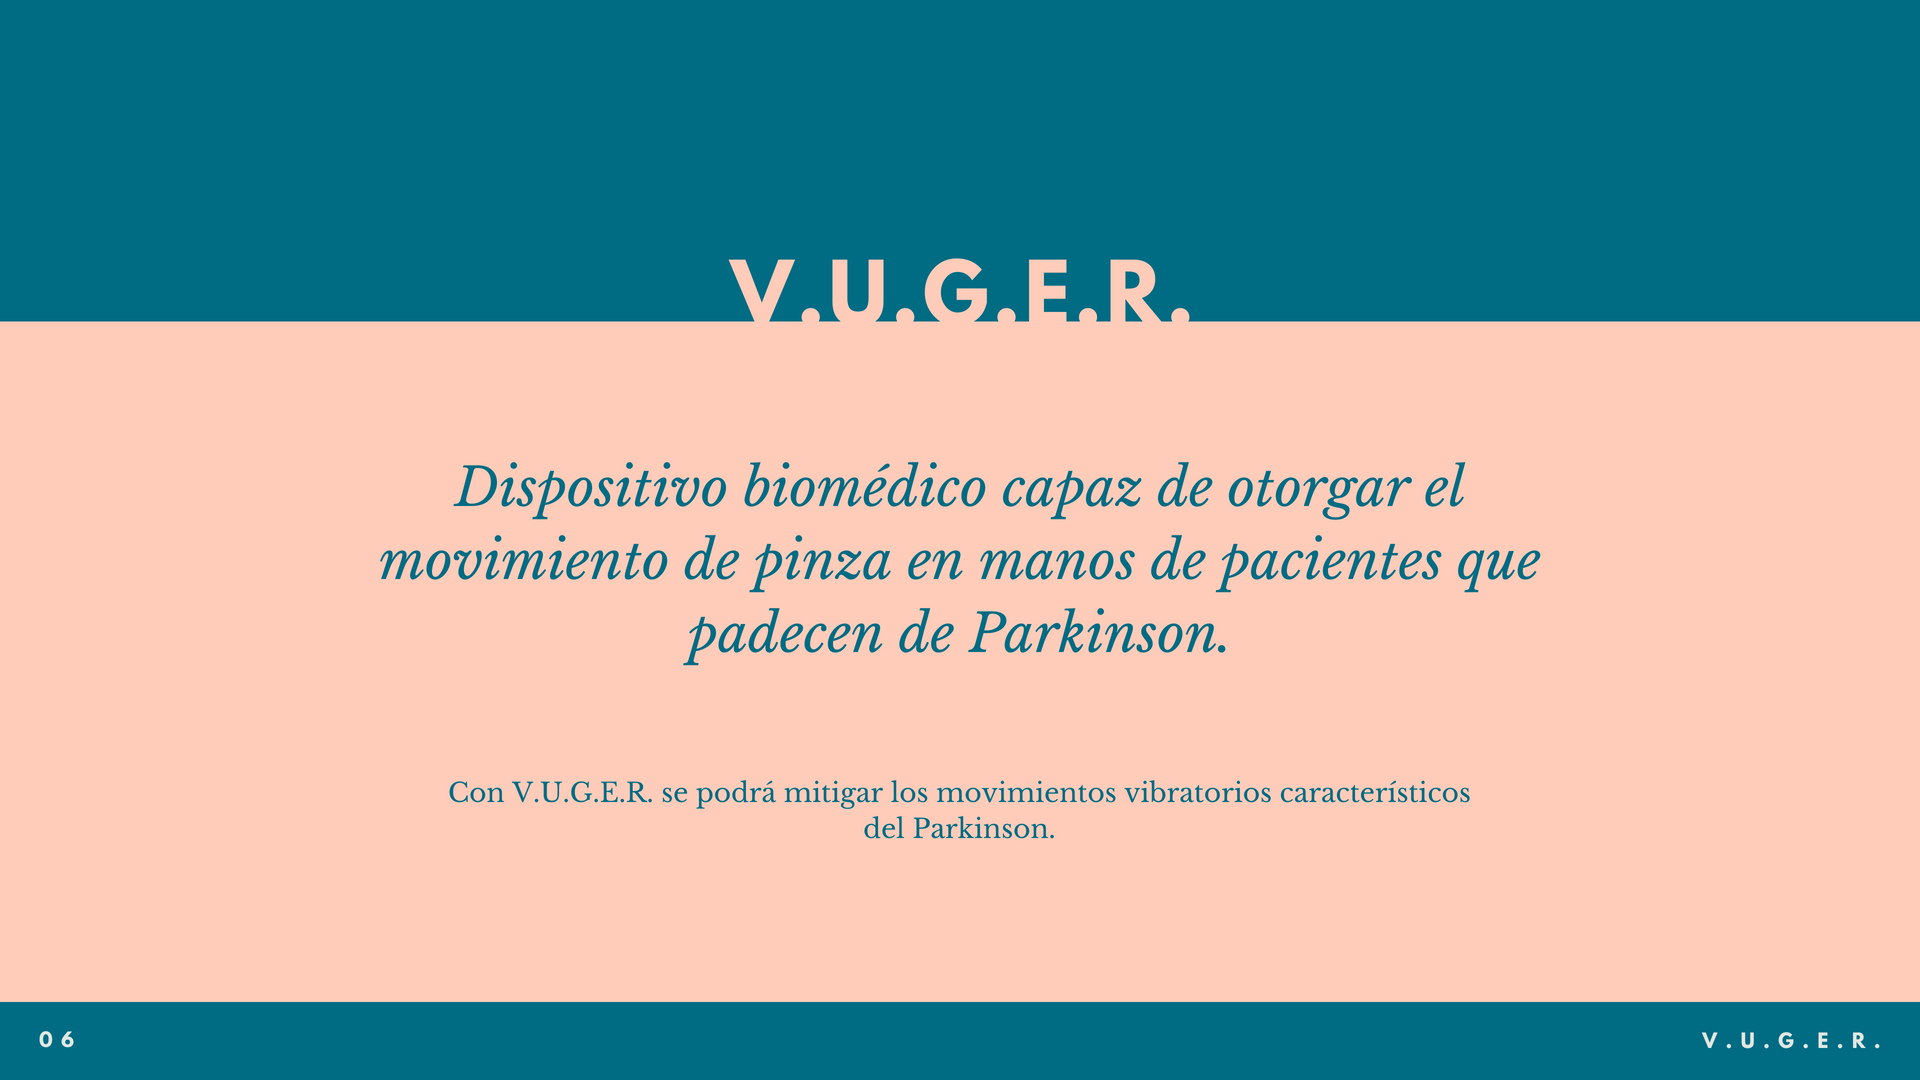 V.U.G.E.R.
Dispositivo biomédico capaz de otorgar el
movimiento de pinza en manos de pacientes que
padecen de Parkinson.
Con V.U.G.E.R. se podrá mitigar los movimientos vibratorios característicos
del Parkinson.
06
V.U.G.E.R.